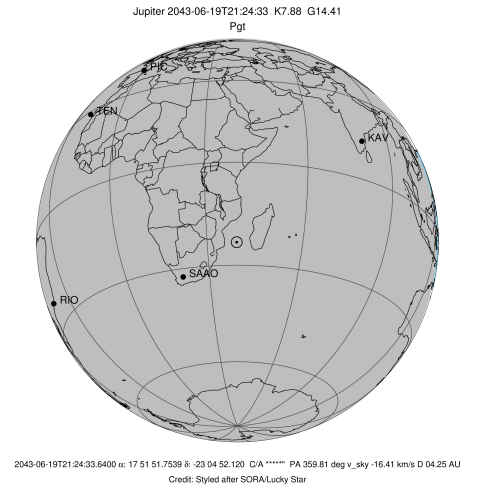 Jupiter 2043-06-19T21:24:33 K7.88 G14.41
Pgt
PIC
TEN
KAV
SAAO
RIO
2043-06-19T21:24:33.6400 α: 17 51 51.7539 δ: -23 04 52.120 C/A *****" PA 359.81 deg v_sky -16.41 km/s D 04.25 AU
Credit: Styled after SORA/Lucky Star